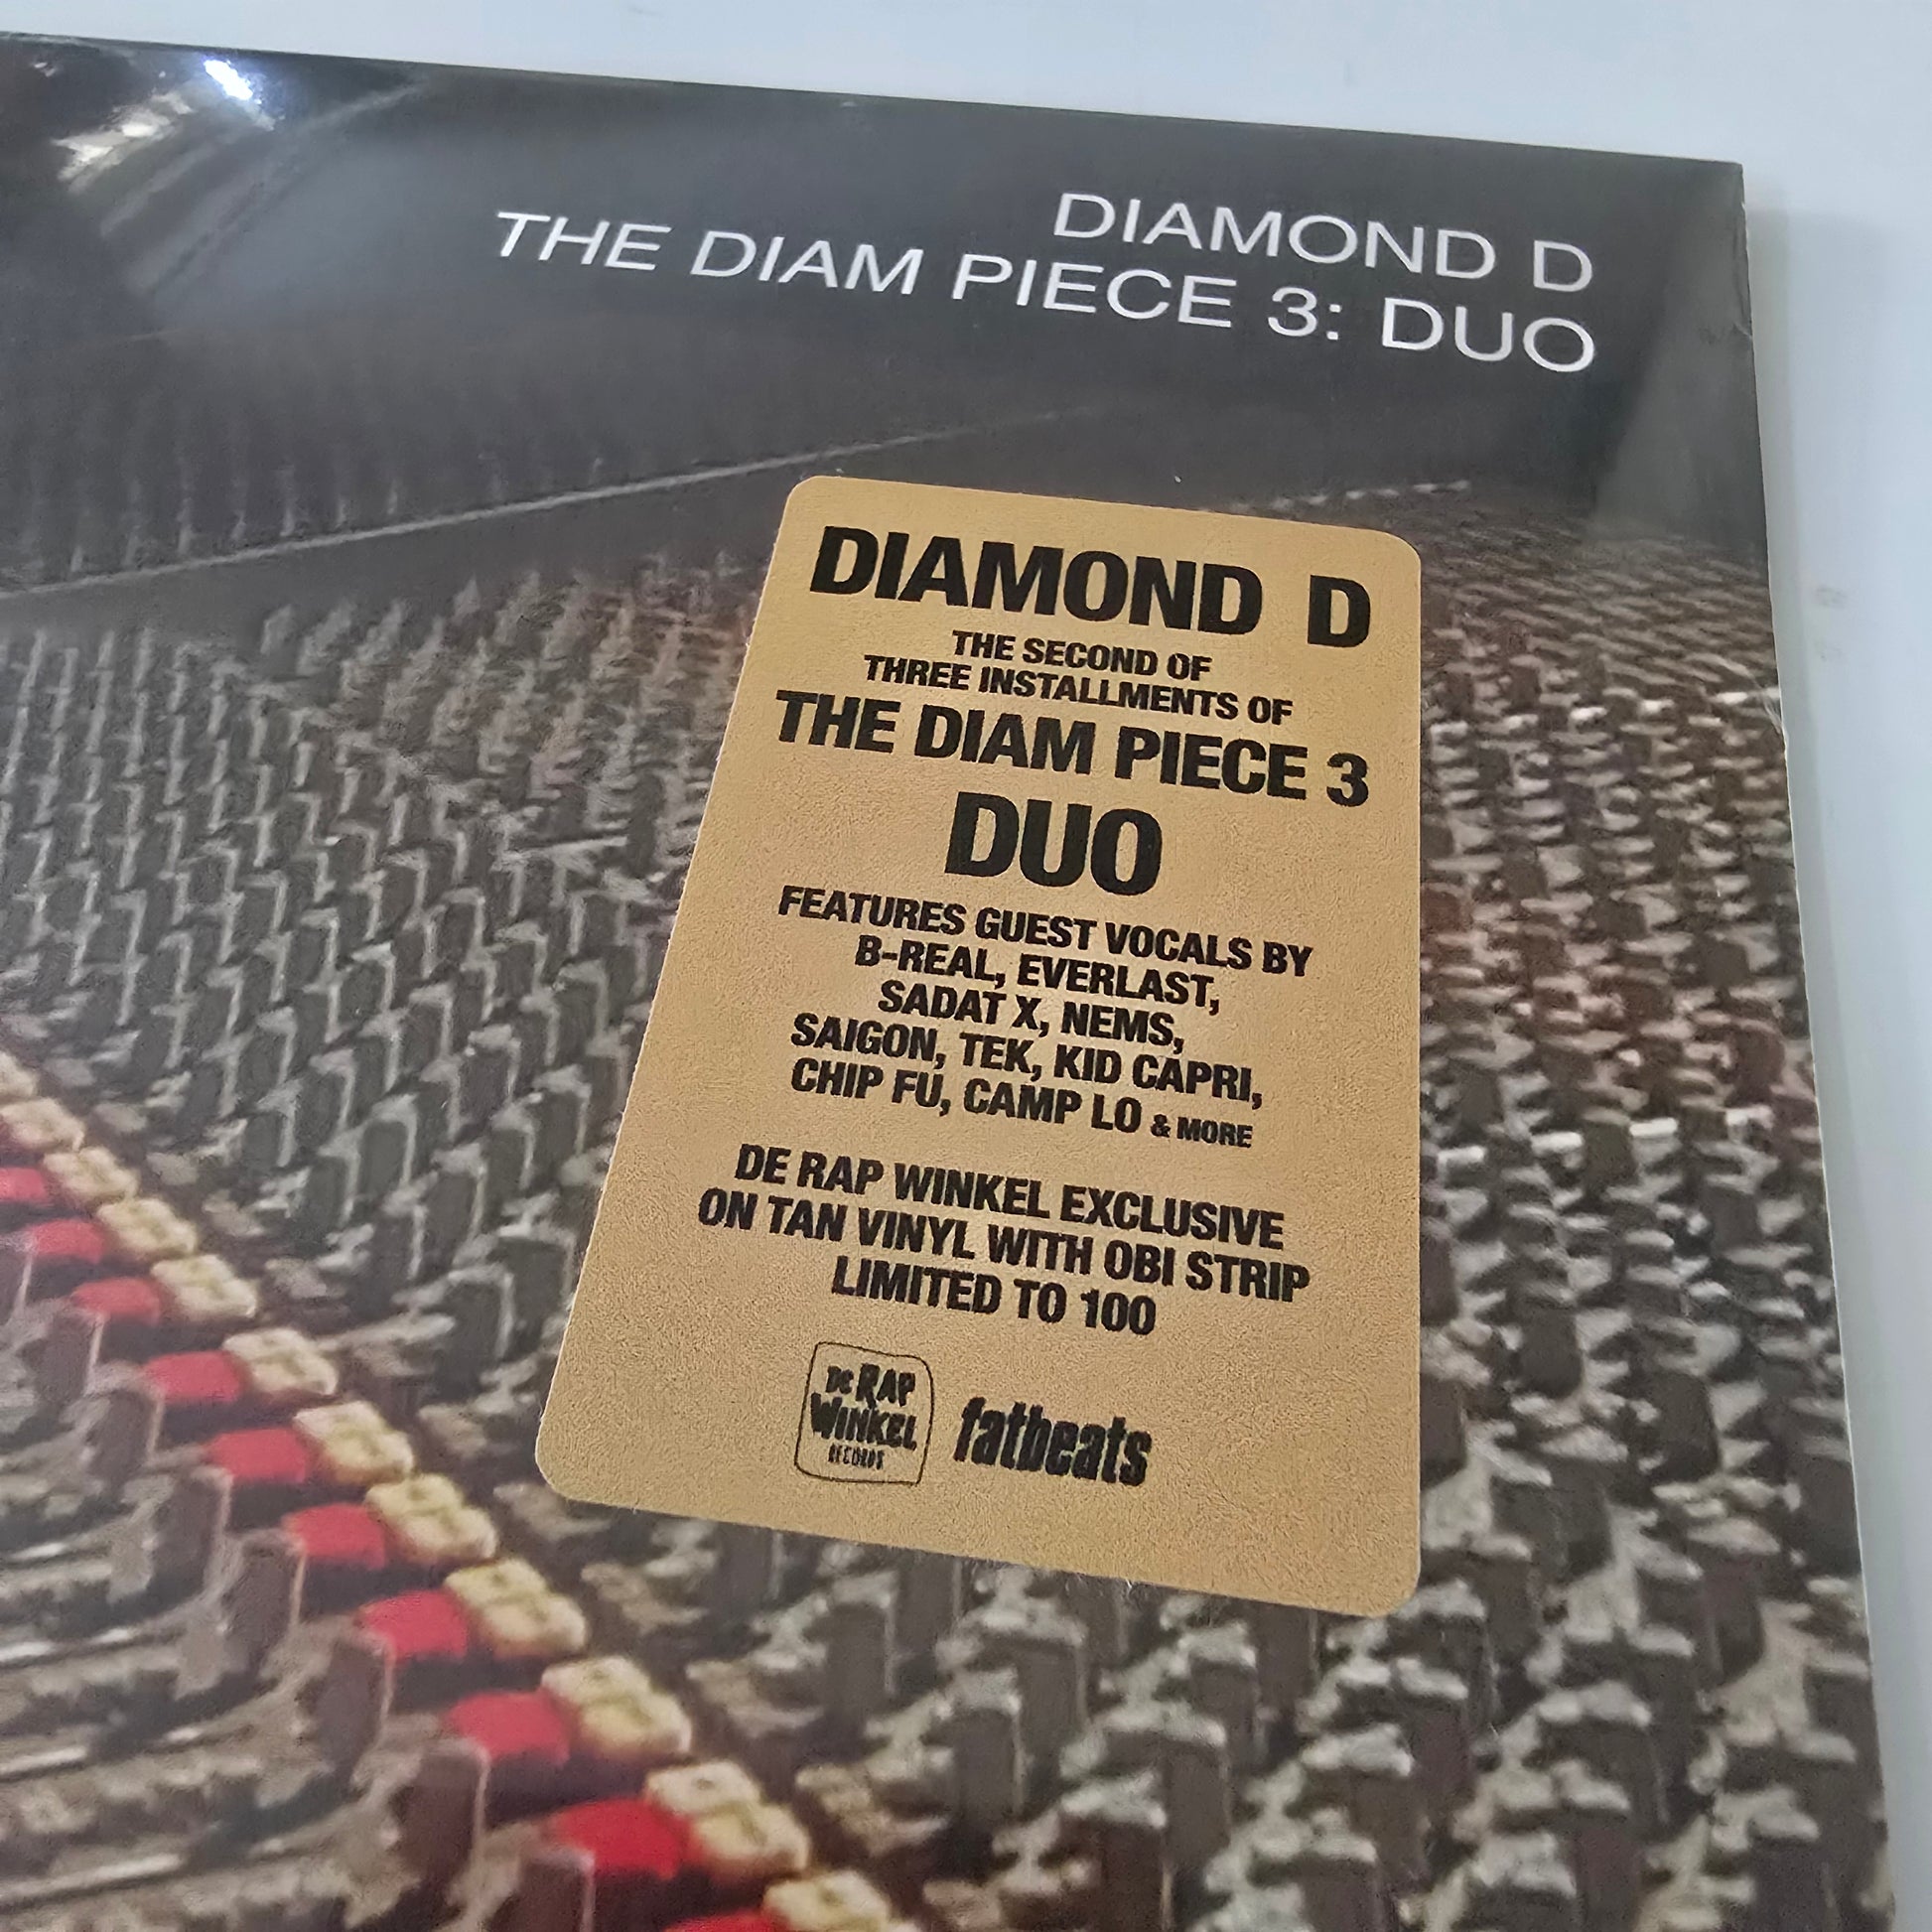 DIAMOND D
THE DIAM PIECE 3: DUO
DIAMOND D
THE SECOND OF
THREE INSTALLMENTS OF
THE DIAM PIECE 3
DUO
FEATURES GUEST VOCALS BY
B-REAL, EVERLAST,
SADAT X, NEMS,
SAIGON, TEK, KID CAPRI,
CHIP FU, CAMP LO & MORE
DE RAP WINKEL EXCLUSIVE
ON TAN VINYL WITH OBI STRIP
LIMITED TO 100
DE RAP
WINKEL
RECORDS
fatbeats